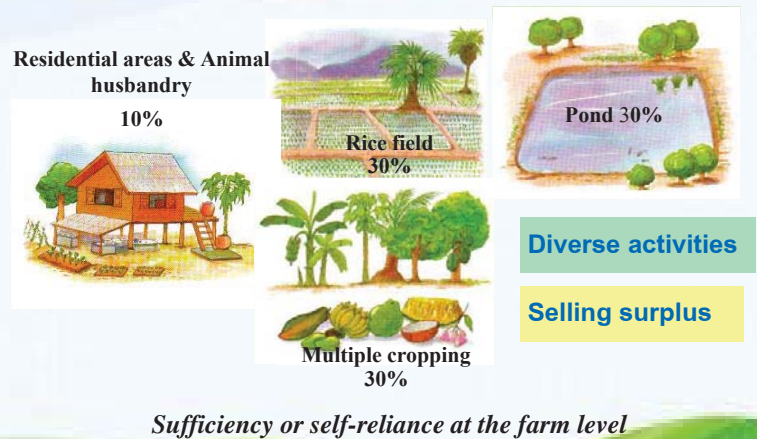 Residential areas & Animal
husbandry
10%
Rice field
30%
Pond 30%
Multiple cropping
30%
Diverse activities
Selling surplus
Sufficiency or self-reliance at the farm level